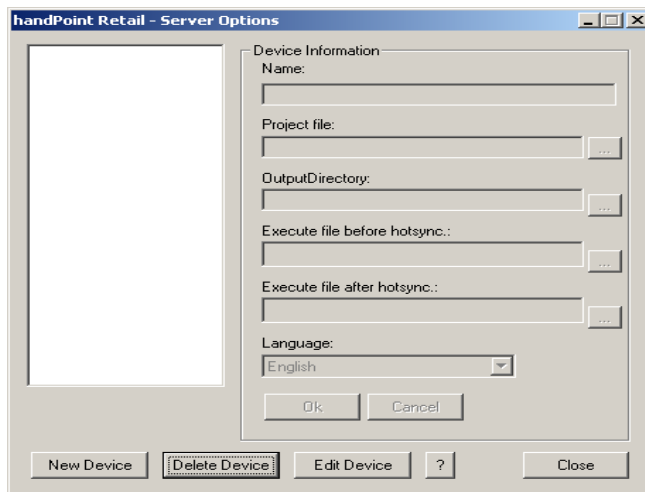 handPoint Retail - Server Options
Device Information
Name:
Project file:
...
OutputDirectory:
...
Execute file before hotsync.:
...
Execute file after hotsync.:
...
Language:
English
Ok Cancel
New Device Delete Device Edit Device ? Close